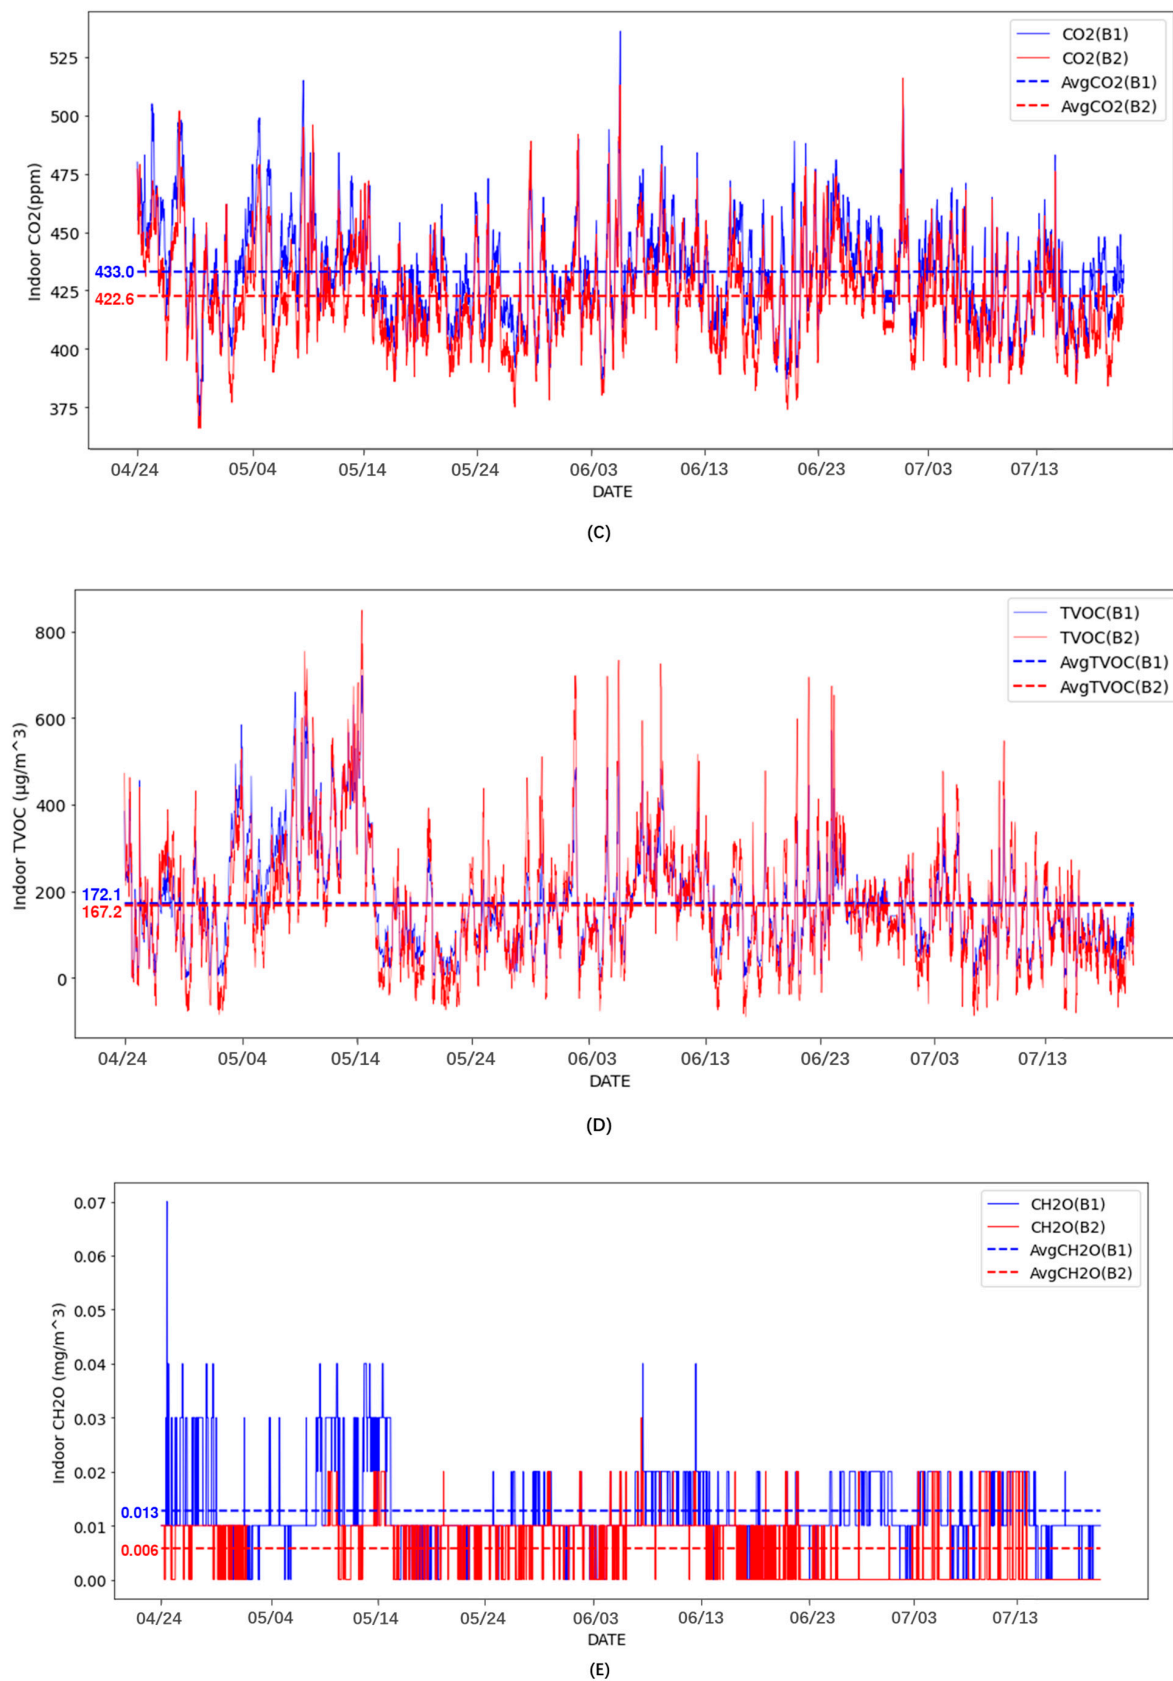 CO2(B1)
CO2(B2)
AvgCO2(B1)
AvgCO2(B2)
525
500
475
450
433.0
425
422.6
400
375
Indoor CO2(ppm)
04/24 05/04 05/14 05/24 06/03 06/13 06/23 07/03 07/13
DATE
(C)
TVOC(B1)
TVOC(B2)
AvgTVOC(B1)
AvgTVOC(B2)
800
600
400
200
172.1
167.2
0
Indoor TVOC (µg/m^3)
04/24 05/04 05/14 05/24 06/03 06/13 06/23 07/03 07/13
DATE
(D)
CH2O(B1)
CH2O(B2)
AvgCH2O(B1)
AvgCH2O(B2)
0.07
0.06
0.05
0.04
0.03
0.02
0.013
0.01
0.006
0.00
Indoor CH2O (mg/m^3)
04/24 05/04 05/14 05/24 06/03 06/13 06/23 07/03 07/13
DATE
(E)